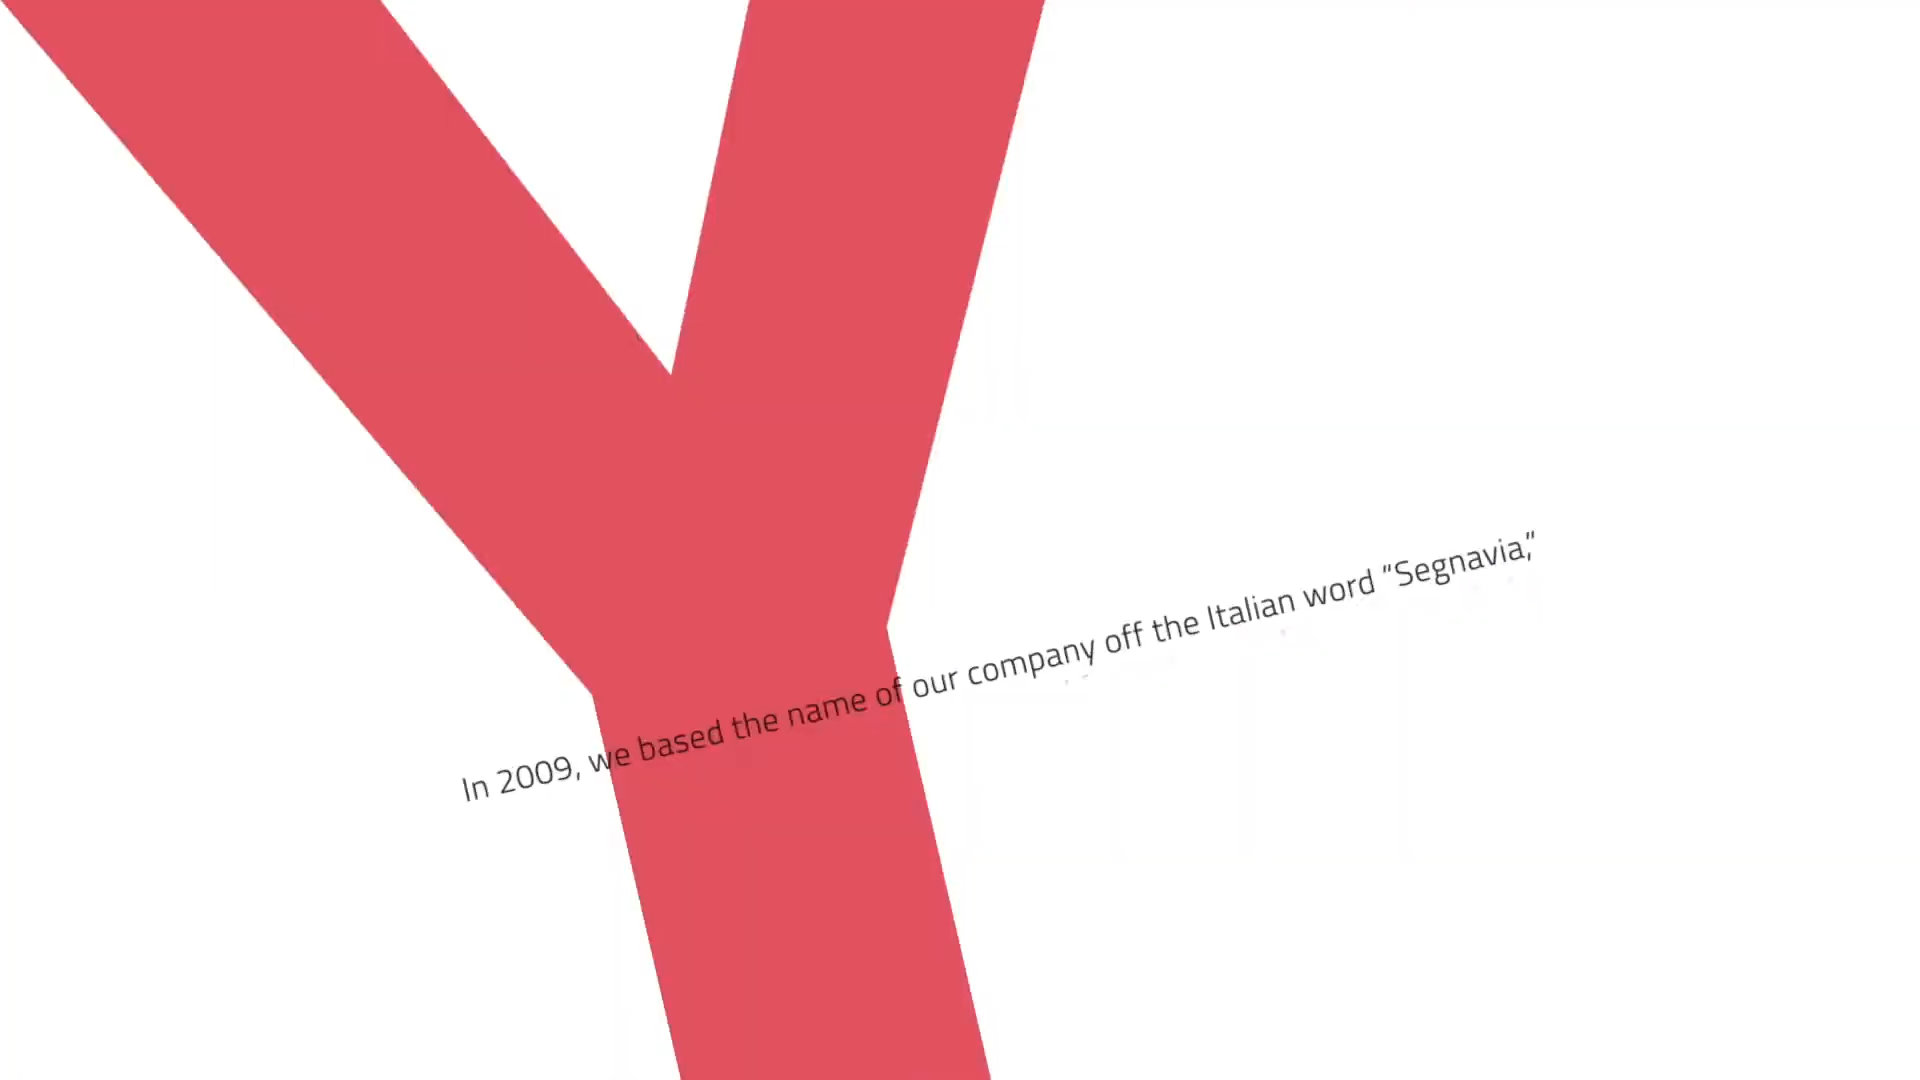 Y
In 2009, we based the name of our company off the Italian word “Segnavia,”